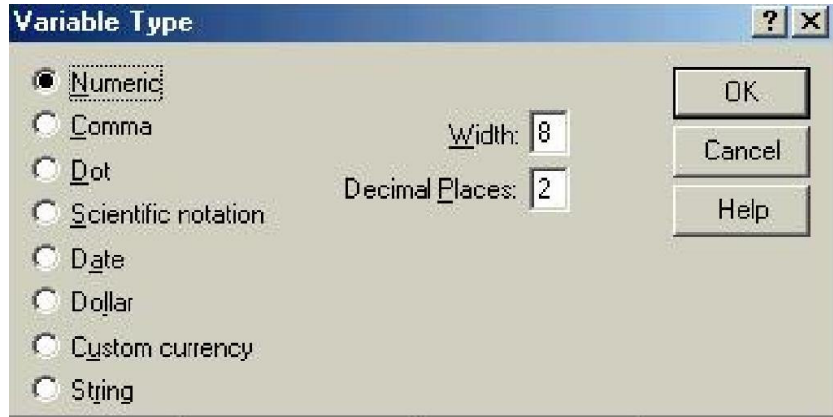 Variable Type
Numeric
Comma
Dot
Scientific notation
Date
Dollar
Custom currency
String
Width: 8
Decimal Places: 2
?
OK
Cancel
Help